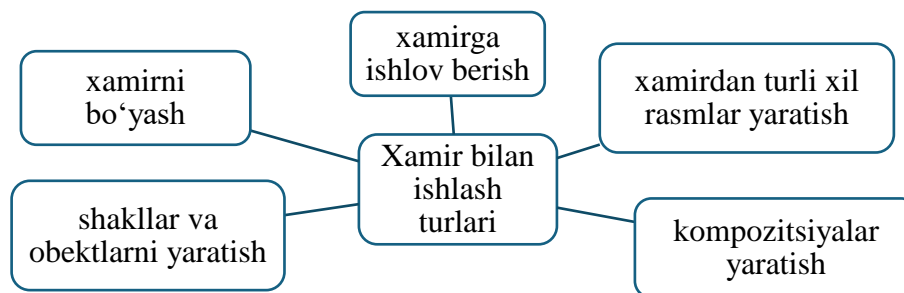 xamirga
ishlov berish
xamirni
bo‘yash
xamirdan turli xil
rasmlar yaratish
Xamir bilan
ishlash
turlari
shakllar va
obektlarni yaratish
kompozitsiyalar
yaratish